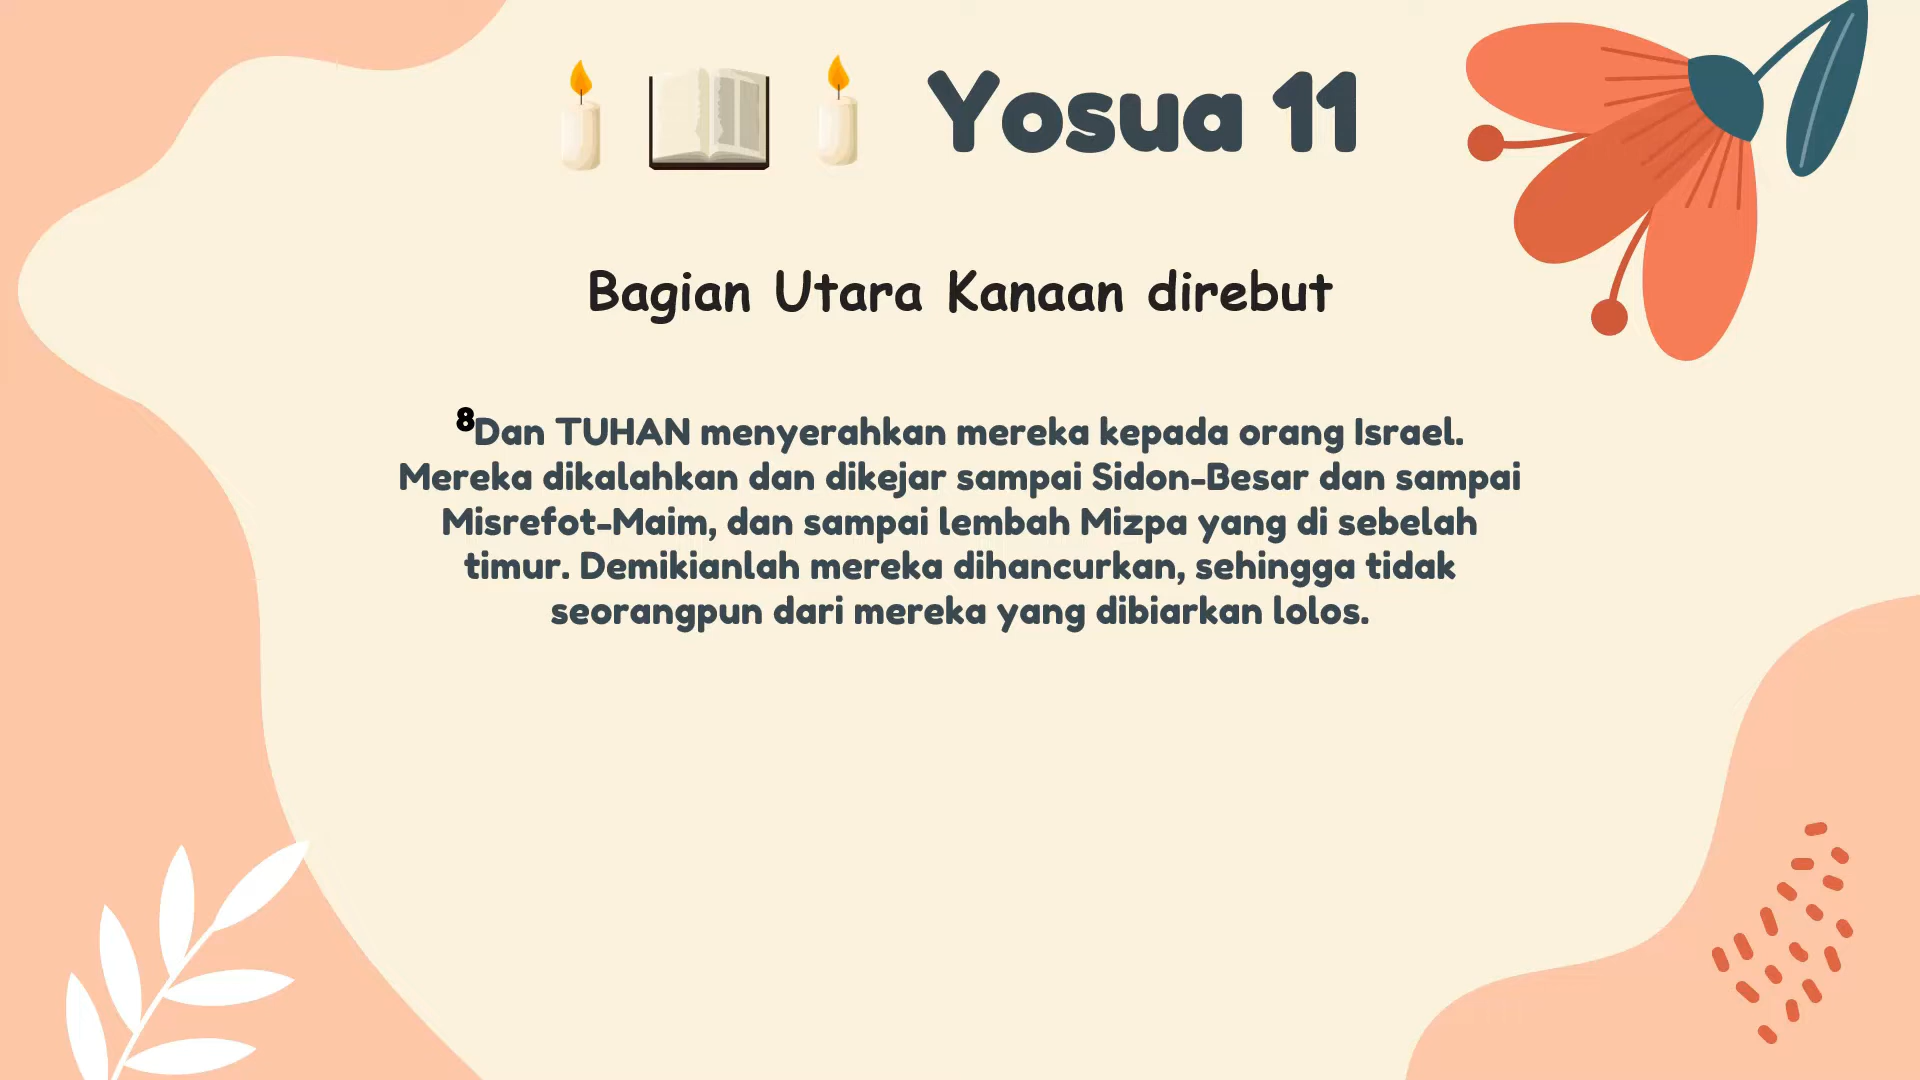 Yosua 11
Bagian Utara Kanaan direbut
8Dan TUHAN menyerahkan mereka kepada orang Israel.
Mereka dikalahkan dan dikejar sampai Sidon-Besar dan sampai
Misrefot-Maim, dan sampai lembah Mizpa yang di sebelah
timur. Demikianlah mereka dihancurkan, sehingga tidak
seorangpun dari mereka yang dibiarkan lolos.